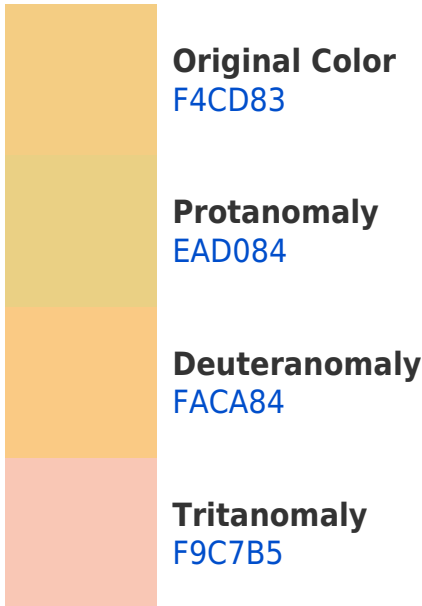 Original Color
F4CD83
Protanomaly
EAD084
Deuteranomaly
FACA84
Tritanomaly
F9C7B5